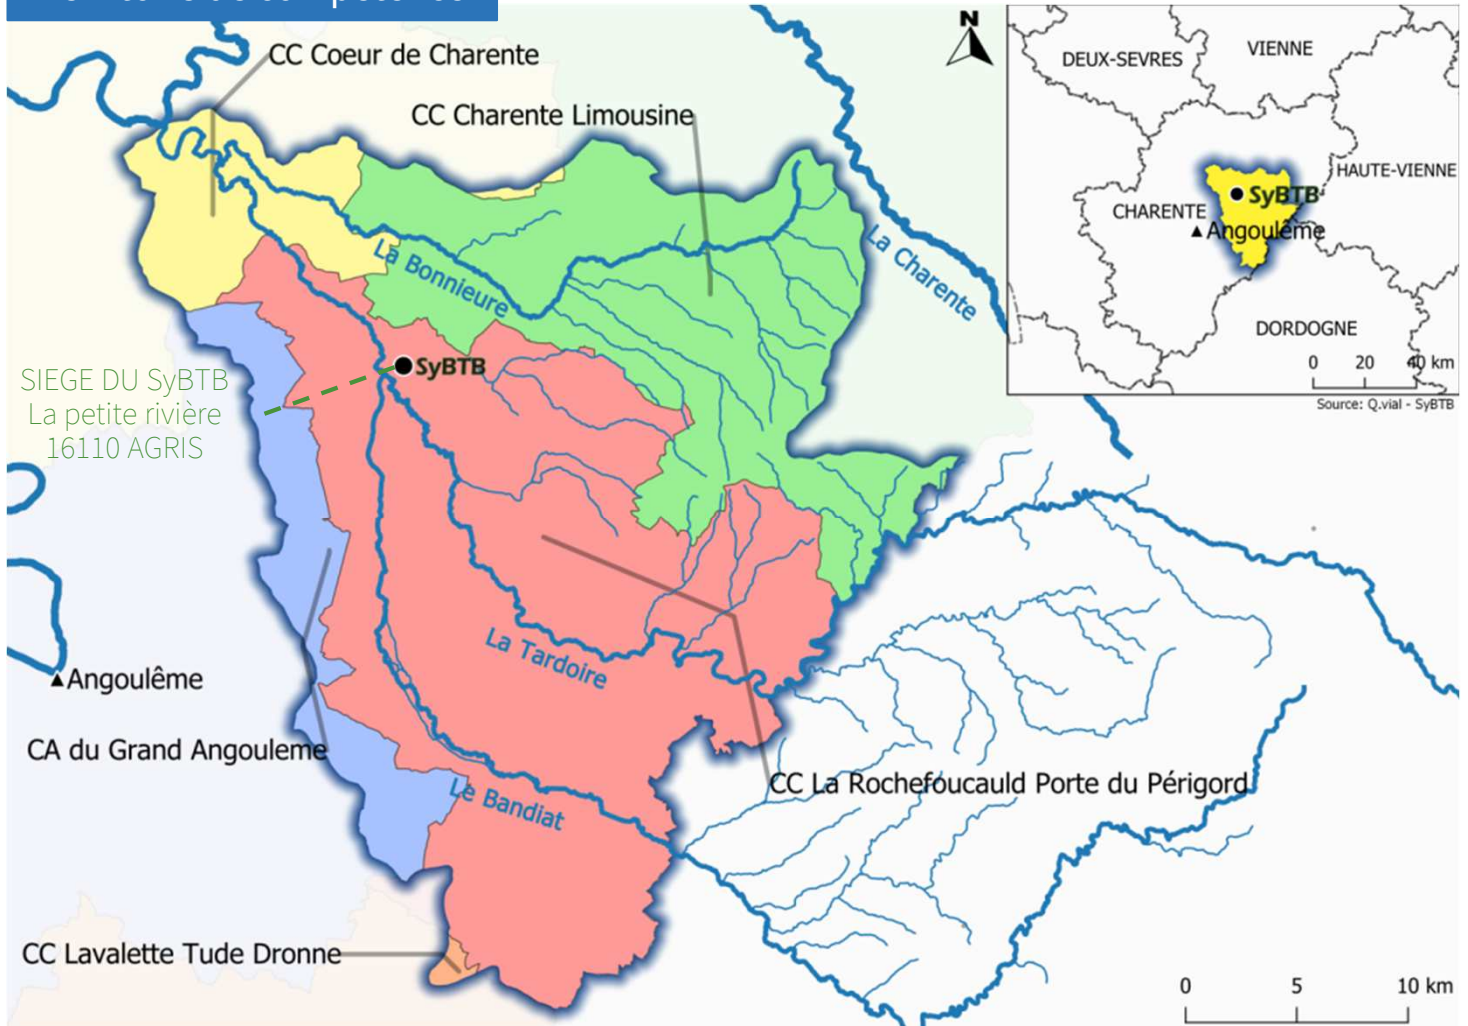 CC Coeur de Charente
CC Charente Limousine
N
DEUX-SEVRES
VIENNE
HAUTE-VIENNE
SyBTB
CHARENTE
Angoulême
DORDOGNE
0 20 40 km
Source: Q.vial - SyBTB
La Charente
La Bonnieure
SyBTB
SIEGE DU SyBTB
La petite rivière
16110 AGRIS
La Tardoire
Angoulême
CA du Grand Angouleme
CC La Rochefoucauld Porte du Périgord
Le Bandiat
CC Lavalette Tude Dronne
0 5 10 km